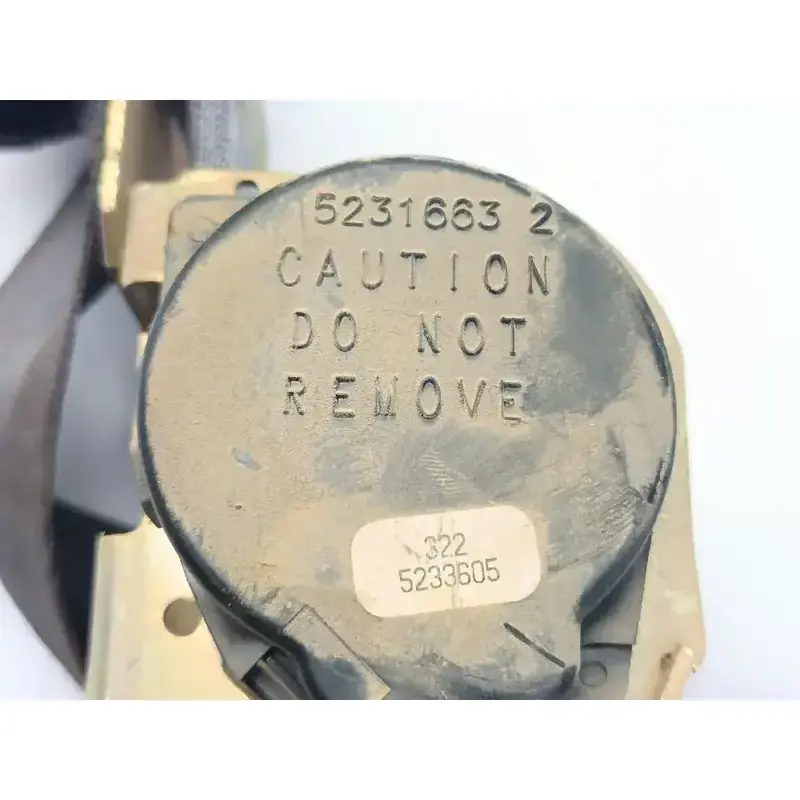 5231663 2
CAUTION
DO NOT
REMOVE
322
5233605